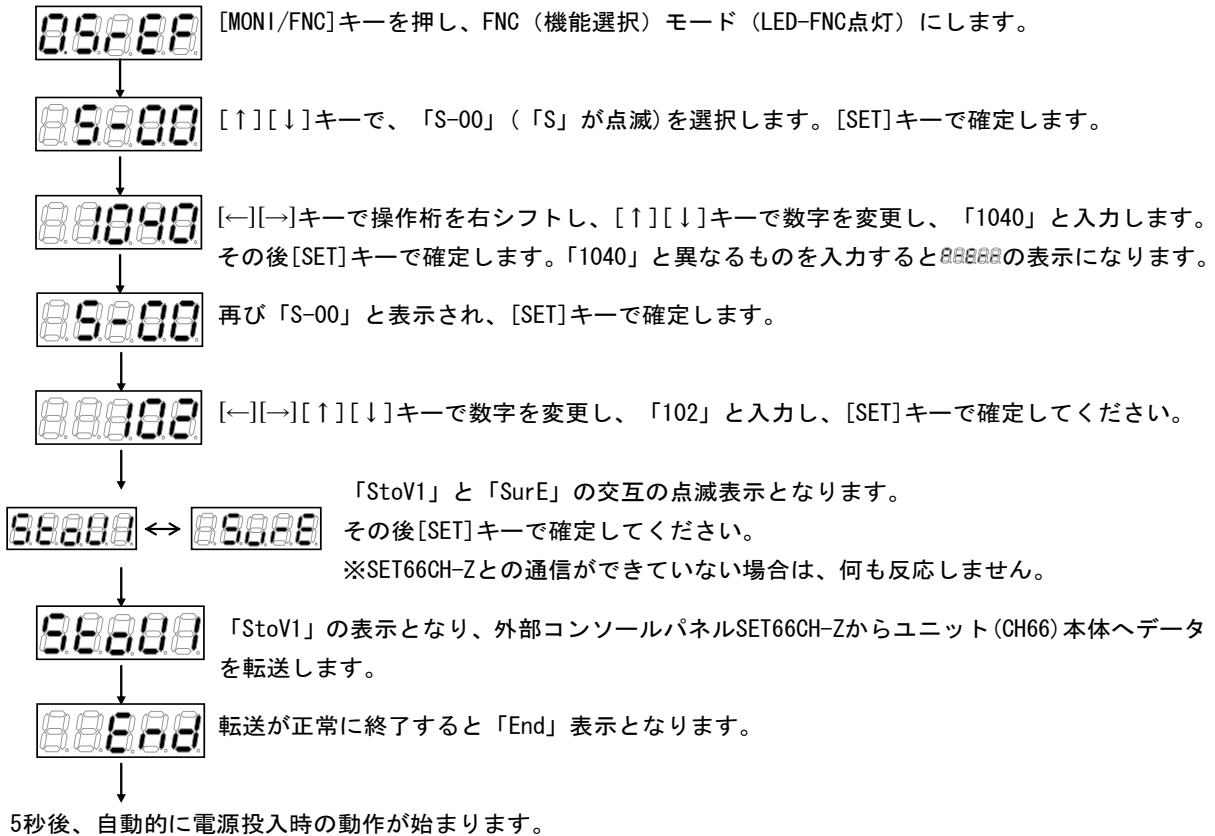 0.SrEF
[MONI/FNC]キーを押し、FNC（機能選択）モード（LED-FNC点灯）にします。
S-00
[↑][↓]キーで、「S-00」(「S」が点滅)を選択します。[SET]キーで確定します。
1040
[←][→]キーで操作桁を右シフトし、[↑][↓]キーで数字を変更し、「1040」と入力します。
その後[SET]キーで確定します。「1040」と異なるものを入力すると の表示になります。
S-00
再び「S-00」と表示され、[SET]キーで確定します。
102
[←][→][↑][↓]キーで数字を変更し、「102」と入力し、[SET]キーで確定してください。
「StoV1」と「SurE」の交互の点滅表示となります。
StoU1 ↔ SurE その後[SET]キーで確定してください。
※SET66CH-Zとの通信ができていない場合は、何も反応しません。
StoU1
「StoV1」の表示となり、外部コンソールパネルSET66CH-Zからユニット(CH66)本体へデータ
を転送します。
End
転送が正常に終了すると「End」表示となります。
5秒後、自動的に電源投入時の動作が始まります。